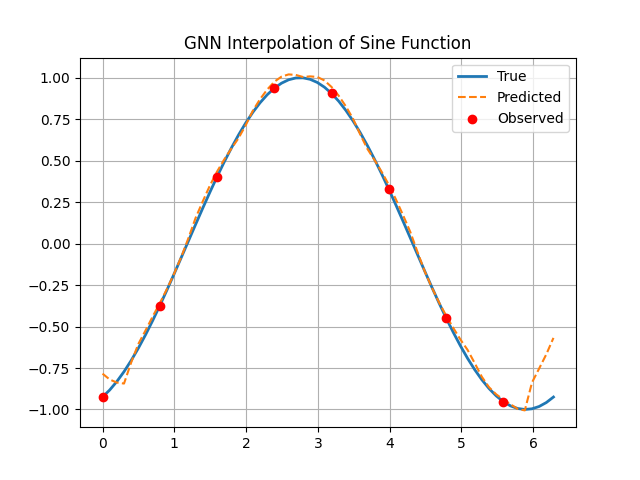 GNN Interpolation of Sine Function
1.00
0.75
0.50
0.25
0.00
−0.25
−0.50
−0.75
−1.00
0 1 2 3 4 5 6
True
Predicted
Observed